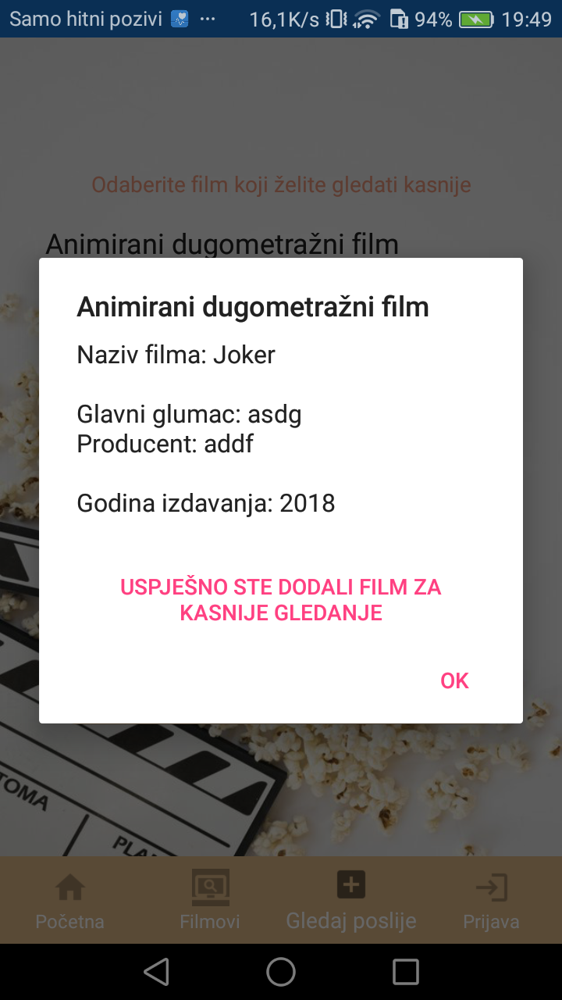 Samo hitni pozivi ... 16,1K/s 94% 19:49
Odaberite film koji želite gledati kasnije
Animirani dugometražni film
Animirani dugometražni film
Naziv filma: Joker
Glavni glumac: asdg
Producent: addf
Godina izdavanja: 2018
USPJEŠNO STE DODALI FILM ZA
KASNIJE GLEDANJE
OK
TOMA
Početna Filmovi Gledaj poslije Prijava